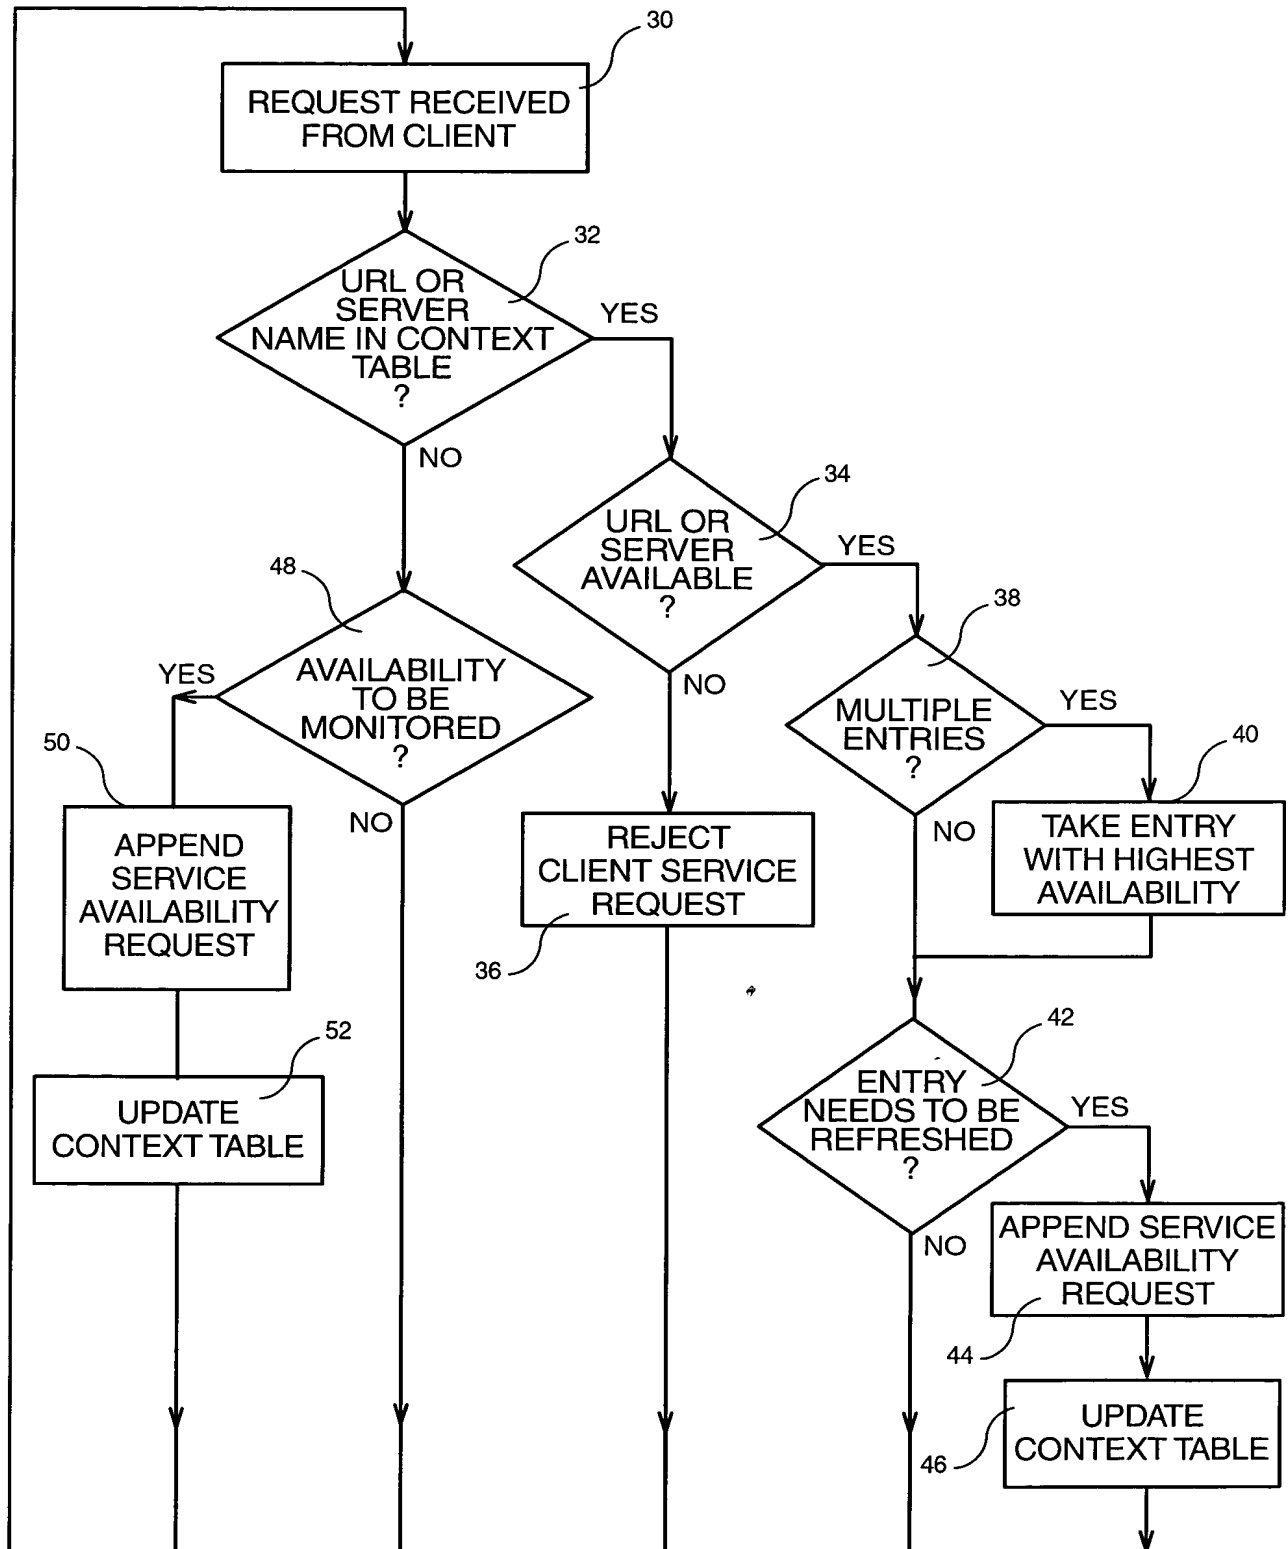 30
REQUEST RECEIVED
FROM CLIENT
32
URL OR
SERVER
NAME IN CONTEXT
TABLE
?
YES
NO
34
URL OR
SERVER
AVAILABLE
?
YES
NO
48
AVAILABILITY
TO BE
MONITORED
?
YES
NO
38
MULTIPLE
ENTRIES
?
YES
NO
40
TAKE ENTRY
WITH HIGHEST
AVAILABILITY
50
APPEND
SERVICE
AVAILABILITY
REQUEST
REJECT
CLIENT SERVICE
REQUEST
36
52
UPDATE
CONTEXT TABLE
42
ENTRY
NEEDS TO BE
REFRESHED
?
YES
NO
APPEND SERVICE
AVAILABILITY
REQUEST
44
UPDATE
CONTEXT TABLE
46